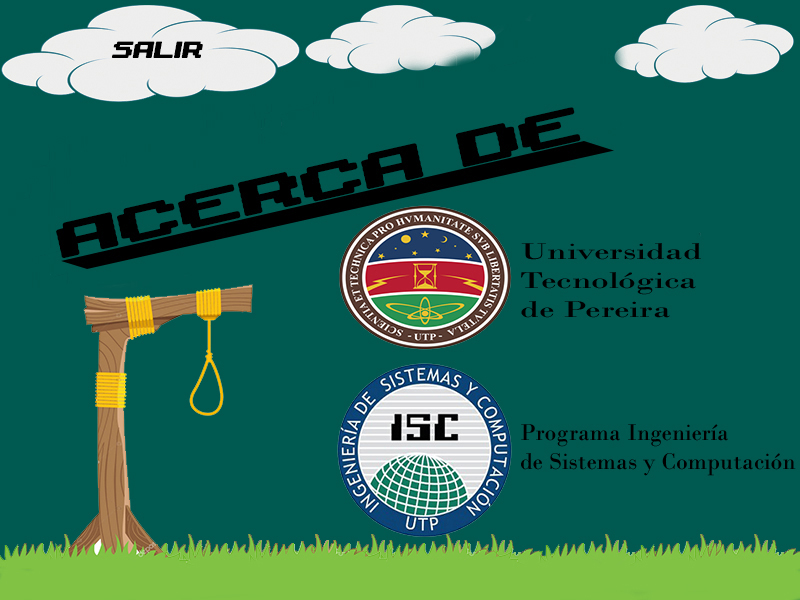 SALIR
ACERCA DE
SCIENTIA ET TECHNICA PRO HVMANITATE SVB LIBERTATIS TVTELA
- UTP -
Universidad
Tecnológica
de Pereira
INGENIERÍA DE SISTEMAS Y COMPUTACIÓN
ISC
UTP
Programa Ingeniería
de Sistemas y Computación